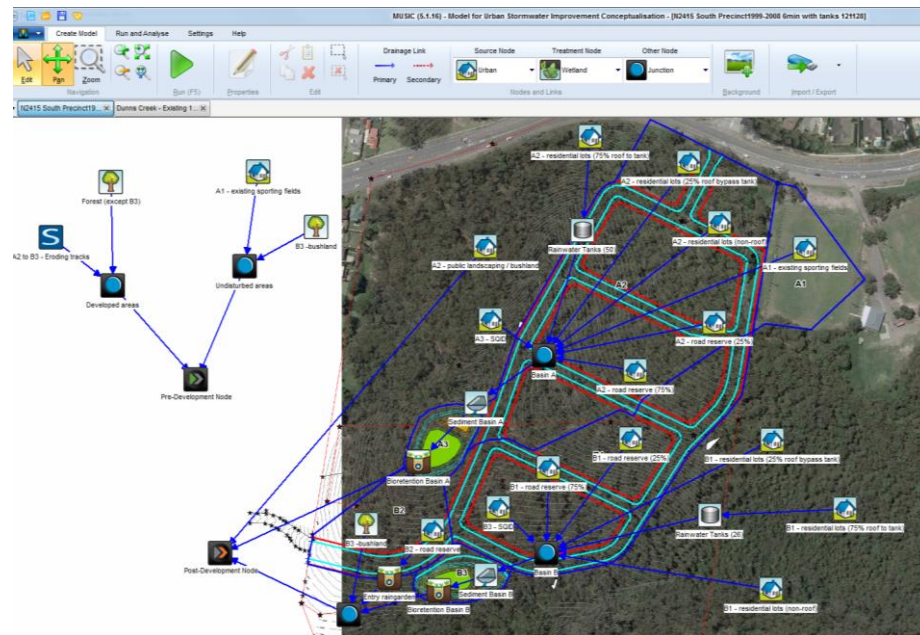 MUSIC (5.1.16) - Model for Urban Stormwater Improvement Conceptualisation - [N2415 South Precinct1999-2008 6min with tanks 121128]
Create Model Run and Analyse Settings Help
Drainage Link Source Node Treatment Node Other Node
Urban Wetland Junction
Edit Pan Zoom Run (F5) Properties Primary Secondary Background Import / Export
Navigation Edit Nodes and Links
N2415 South Precinct19... Dunns Creek - Existing 1...
A2 - residential lots (75% roof to tank)
A2 - residential lots (25% roof bypass tank)
Forest (except B3)
A1 - existing sporting fields
B3 -bushland
A2 to B3 - Eroding tracks
Undisturbed areas
Developed areas
Pre-Development Node
A2 - public landscaping / bushland
Rainwater Tanks (50)
A2 - residential lots (non-roof)
A1 - existing sporting fields
A1
A2
A3 - SQID
A2 - road reserve (25%)
Basin A
A2 - road reserve (75%)
Sediment Basin A
A3
Bioretention Basin A
B1 - road reserve (25%)
B1 - residential lots (25% roof bypass tank)
B1 - road reserve (75%)
B2
B3 - SQID
Rainwater Tanks (26)
B1 - residential lots (75% roof to tank)
B3 -bushland
B2 - road reserve
Basin B
Post-Development Node
B3
Entry raingarden
Sediment Basin B
Bioretention Basin B
B1 - residential lots (non-roof)